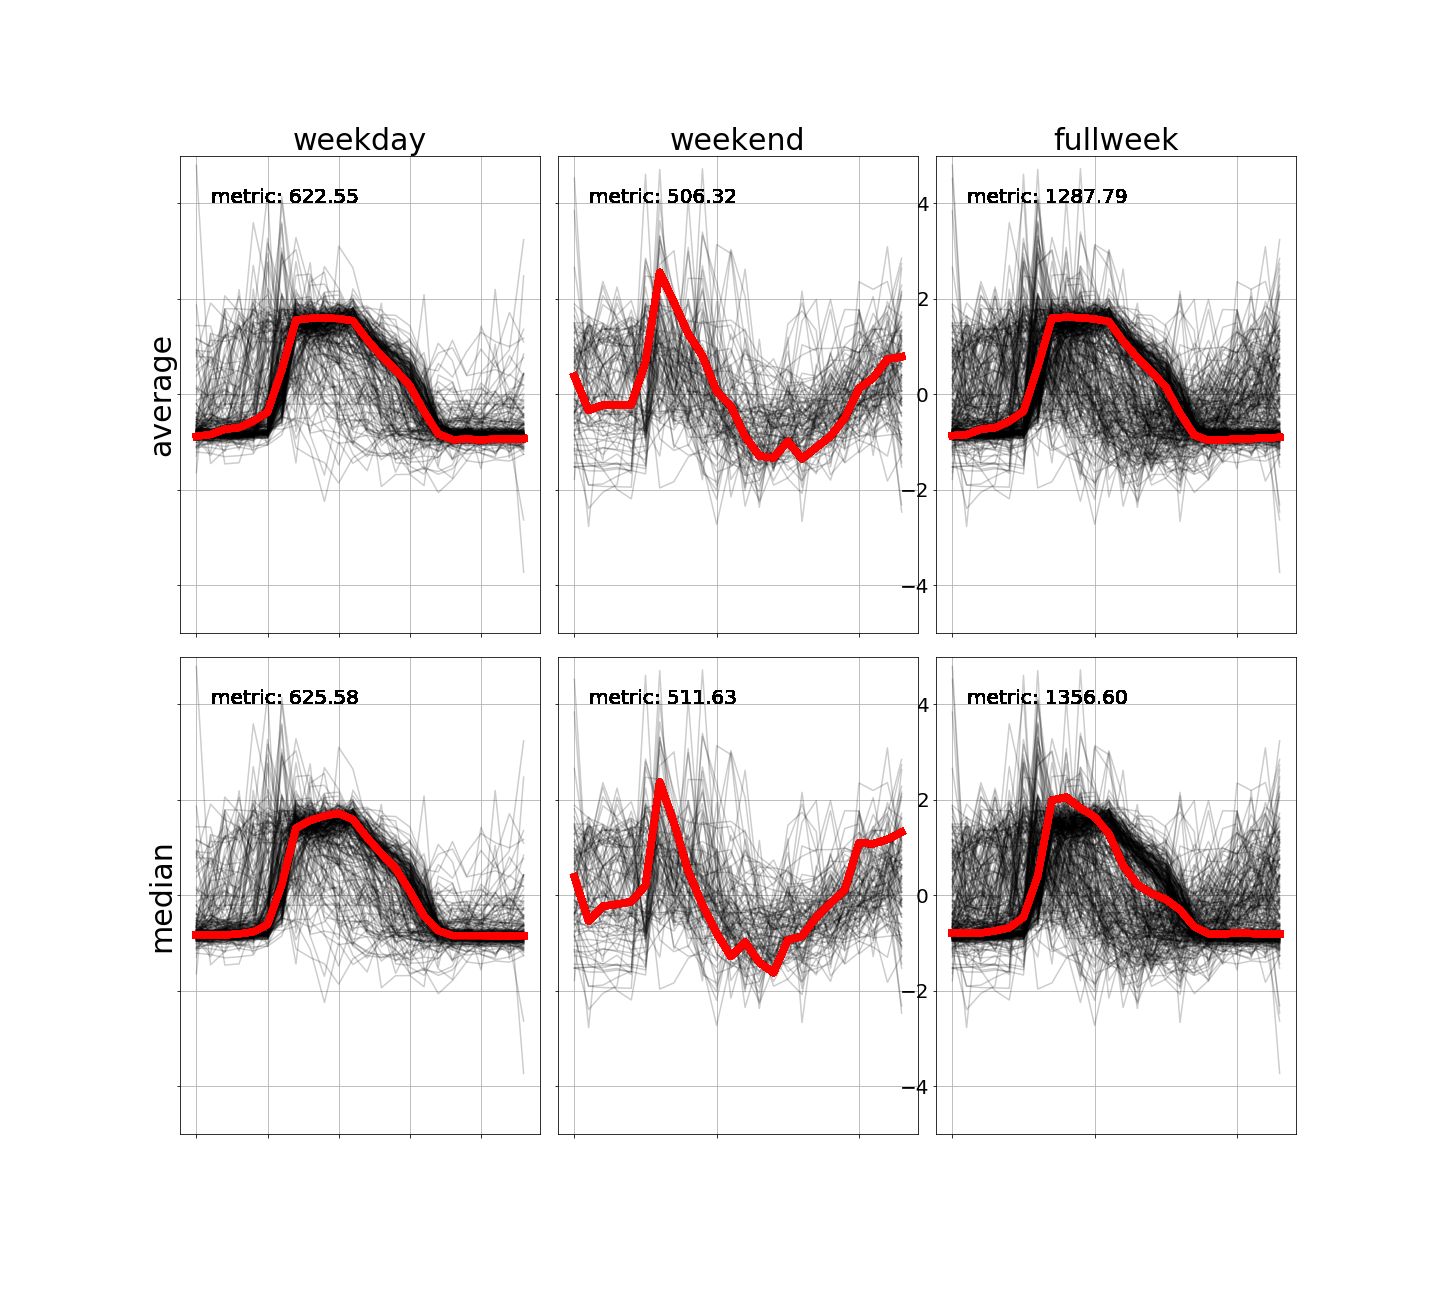 weekday
weekend
fullweek
average
metric: 622.55
metric: 506.32
metric: 1287.79
4
2
0
−2
−4
median
metric: 625.58
metric: 511.63
metric: 1356.60
4
2
0
−2
−4